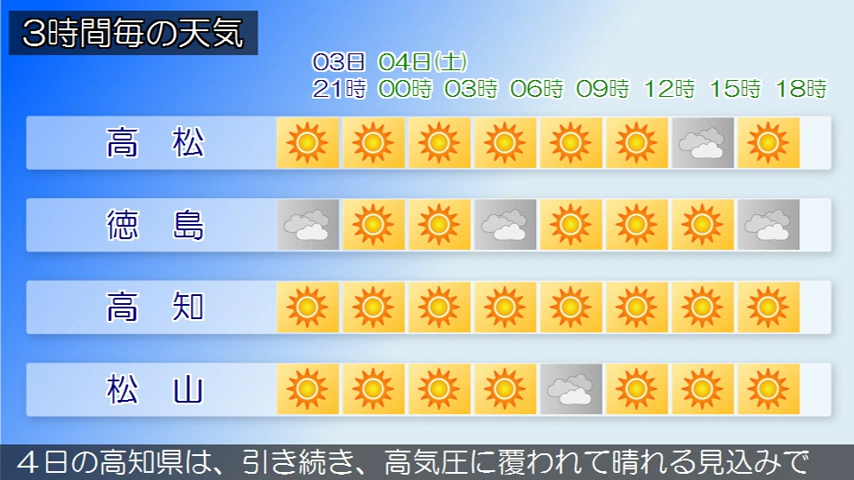 3時間毎の天気
03日 04日(土)
21時 00時 03時 06時 09時 12時 15時 18時
高 松
徳 島
高 知
松 山
４日の高知県は、引き続き、高気圧に覆われて晴れる見込みで